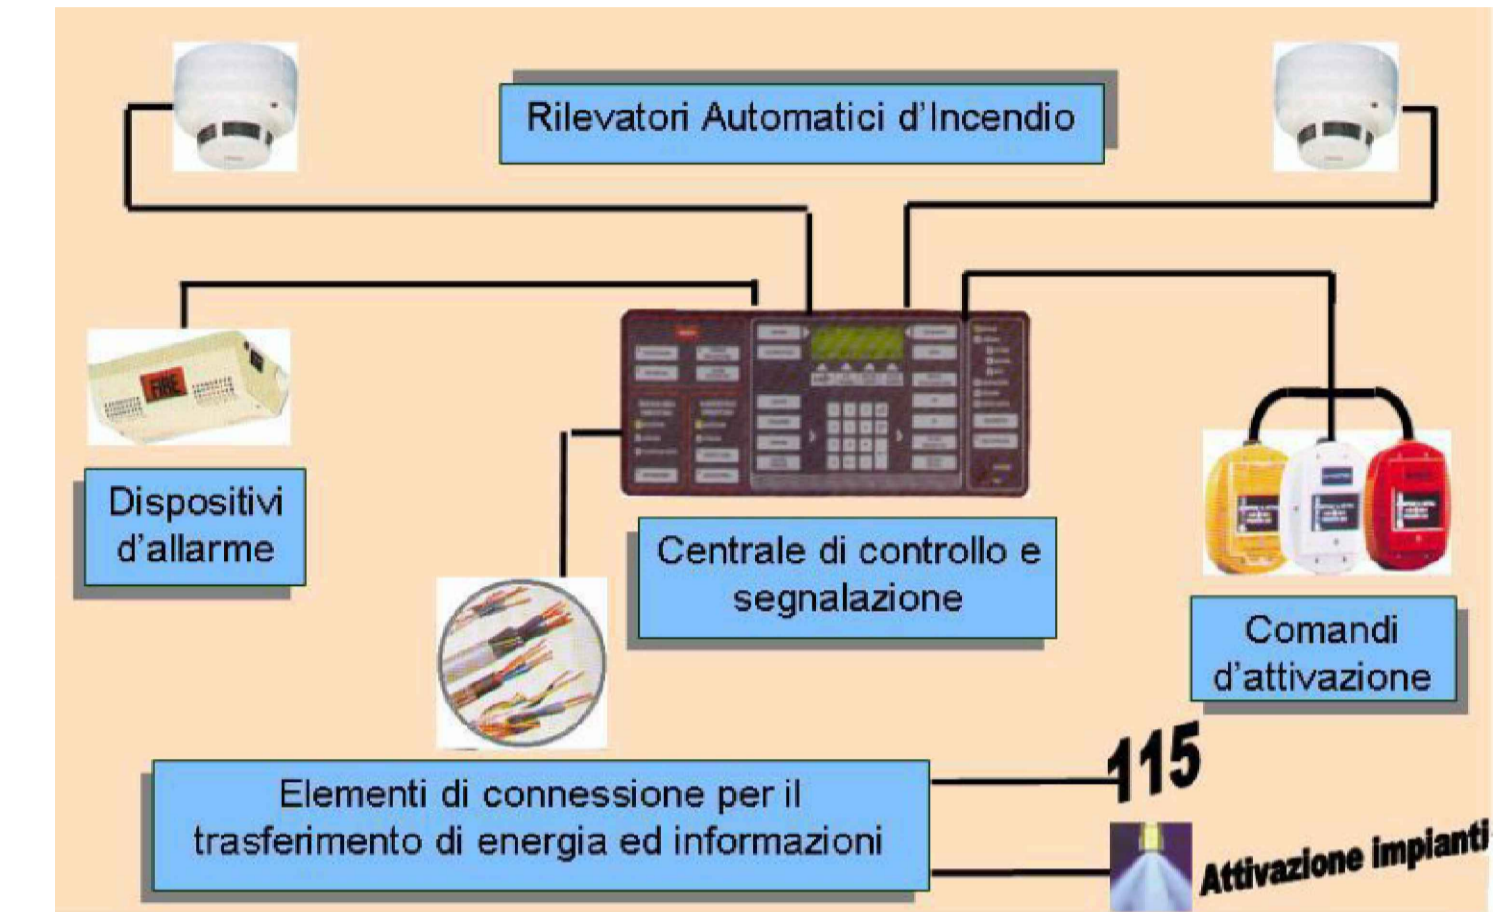 Rilevatori Automatici d'Incendio
FIRE
Dispositivi
d'allarme
Centrale di controllo e
segnalazione
Comandi
d'attivazione
115
Elementi di connessione per il
trasferimento di energia ed informazioni
Attivazione impianti